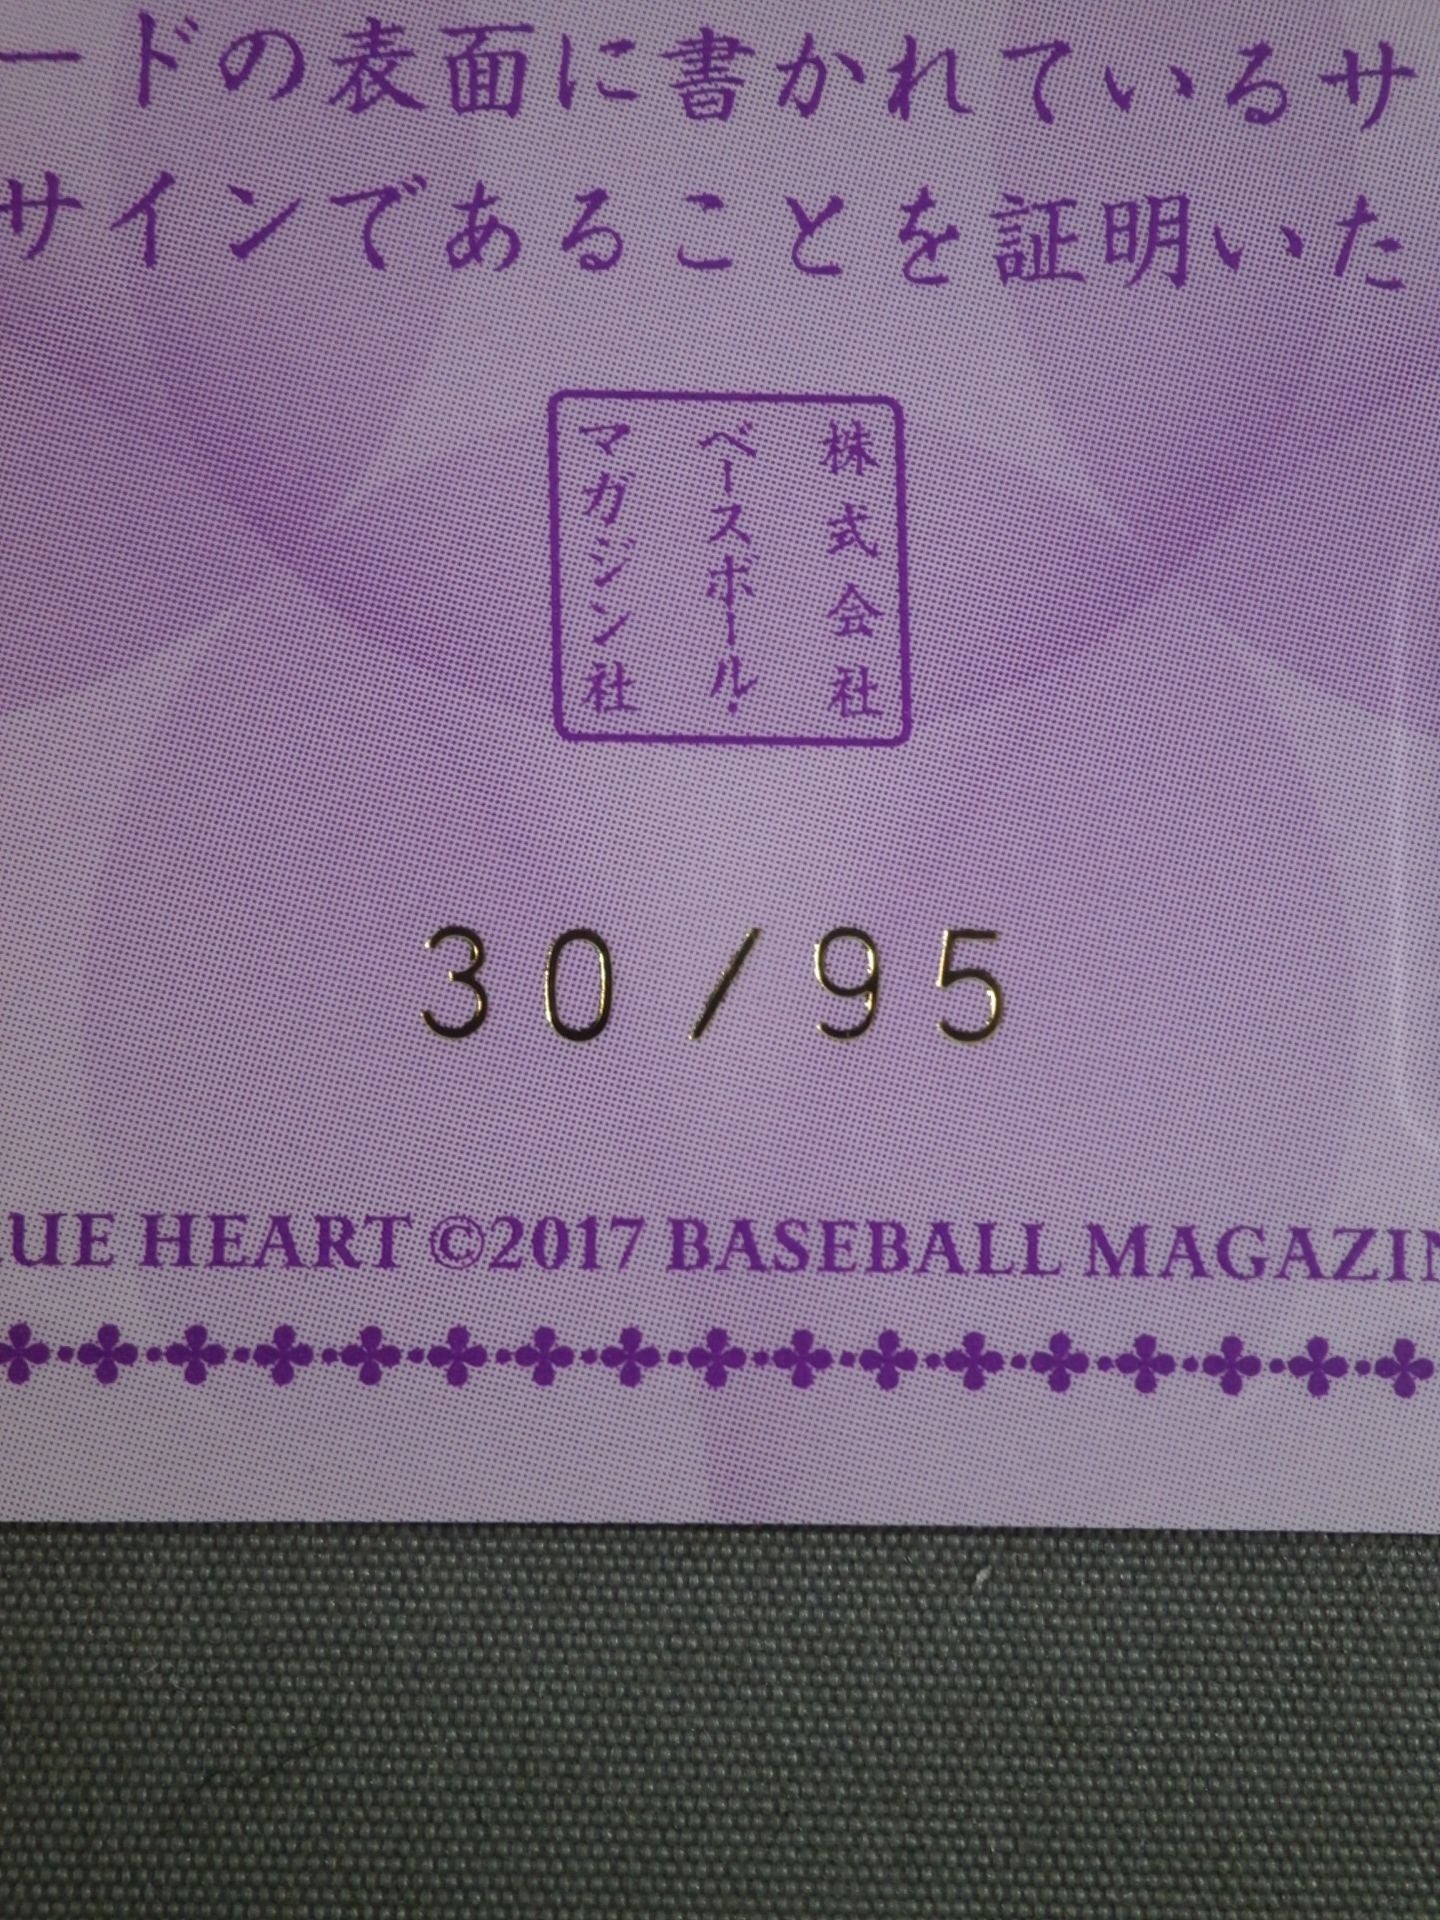 ードの表面に書かれているサ
サインであることを証明いた
株式会社
ベースボール・
マガジン社
30/95
UE HEART ©2017 BASEBALL MAGAZIN